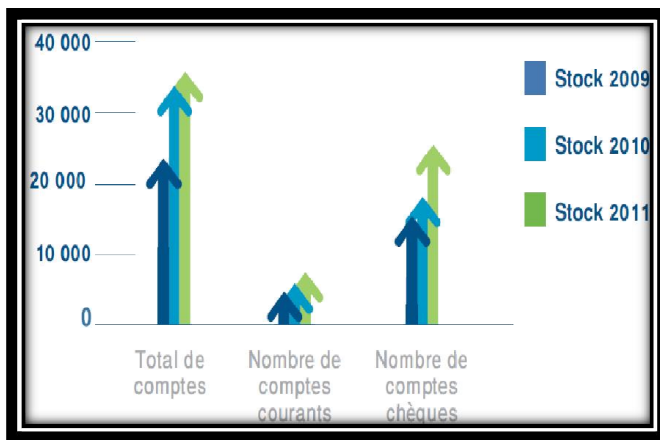 40 000
30 000
20 000
10 000
0
Stock 2009
Stock 2010
Stock 2011
Total de
comptes
Nombre de
comptes
courants
Nombre de
comptes
chèques